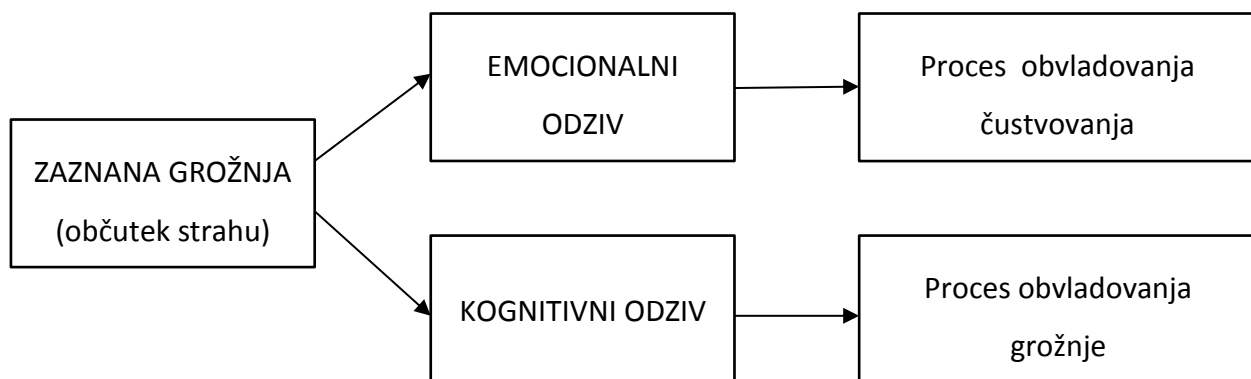 ZAZNANA GROŽNJA
(občutek strahu)
EMOCIONALNI
ODZIV
Proces obvladovanja
čustvovanja
KOGNITIVNI ODZIV
Proces obvladovanja
grožnje